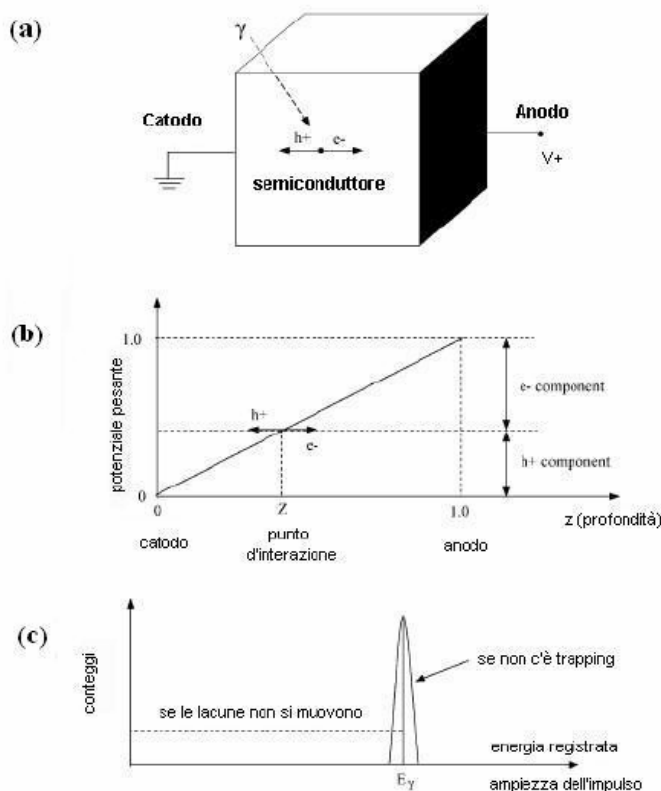 (a)
γ
Catodo
Anodo
h+ e-
V+
semiconduttore
(b)
potenziale pesante
1.0
h+
e-
e- component
h+ component
0
0 Z 1.0
z (profondità)
catodo
punto
d'interazione
anodo
(c)
conteggi
se non c'è trapping
se le lacune non si muovono
energia registrata
Eγ
ampiezza dell'impulso